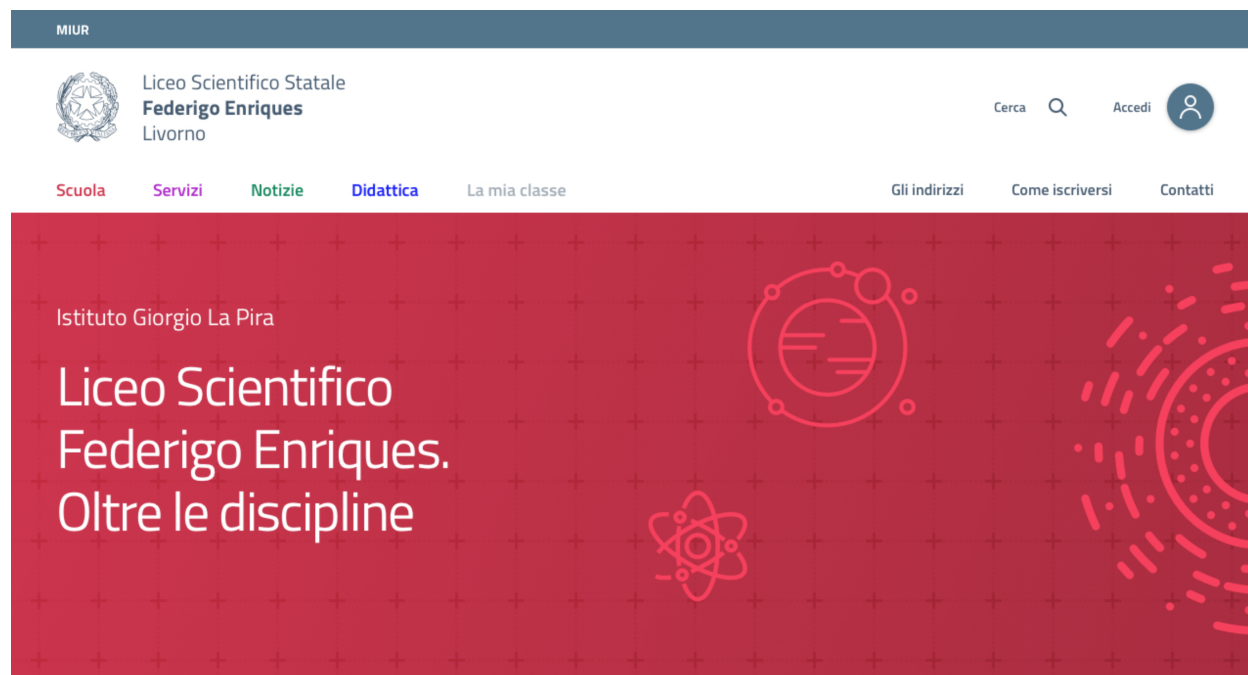 MIUR
Liceo Scientifico Statale
Federigo Enriques
Livorno
Cerca
Accedi
Scuola Servizi Notizie Didattica La mia classe Gli indirizzi Come iscriversi Contatti
Istituto Giorgio La Pira
Liceo Scientifico
Federigo Enriques.
Oltre le discipline